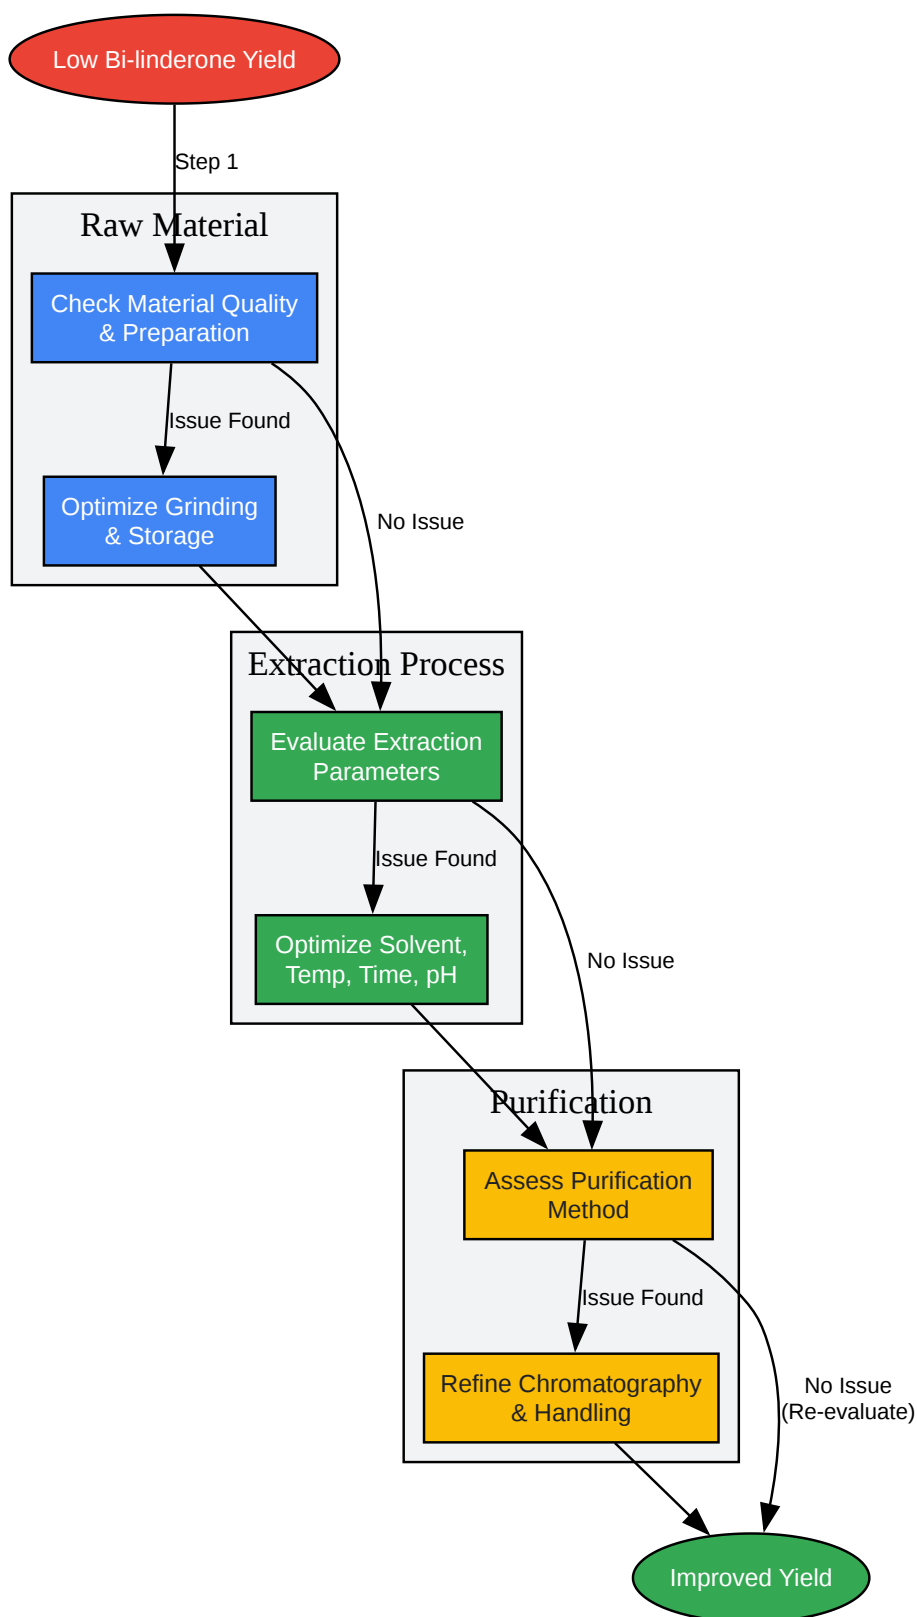 Low Bi-linderone Yield
Step 1
Raw Material
Check Material Quality
& Preparation
Issue Found
Optimize Grinding
& Storage
No Issue
Extraction Process
Evaluate Extraction
Parameters
Issue Found
Optimize Solvent,
Temp, Time, pH
No Issue
Purification
Assess Purification
Method
Issue Found
Refine Chromatography
& Handling
No Issue
(Re-evaluate)
Improved Yield